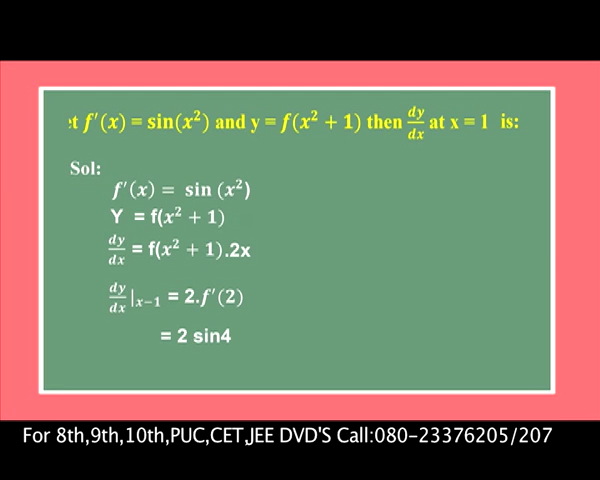 et f′(x) = sin(x²) and y = f(x² + 1) then dy/dx at x = 1 is:
Sol:
f′(x) = sin (x²)
Y = f(x² + 1)
dy/dx = f(x² + 1).2x
dy/dx|x−1 = 2.f′(2)
= 2 sin4
For 8th,9th,10th,PUC,CET,JEE DVD'S Call:080-23376205/207